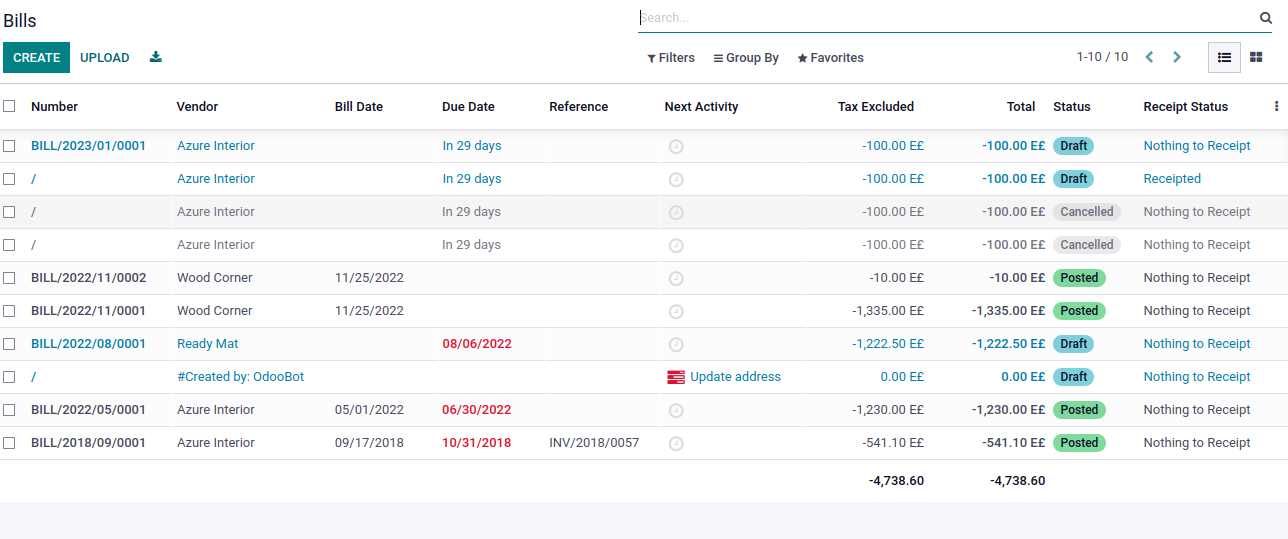 Bills
Search...
CREATE UPLOAD
Filters Group By Favorites 1-10 / 10
Number Vendor Bill Date Due Date Reference Next Activity Tax Excluded Total Status Receipt Status
BILL/2023/01/0001 Azure Interior In 29 days -100.00 E£ -100.00 E£ Draft Nothing to Receipt
/ Azure Interior In 29 days -100.00 E£ -100.00 E£ Draft Receipted
/ Azure Interior In 29 days -100.00 E£ -100.00 E£ Cancelled Nothing to Receipt
/ Azure Interior In 29 days -100.00 E£ -100.00 E£ Cancelled Nothing to Receipt
BILL/2022/11/0002 Wood Corner 11/25/2022 -10.00 E£ -10.00 E£ Posted Nothing to Receipt
BILL/2022/11/0001 Wood Corner 11/25/2022 -1,335.00 E£ -1,335.00 E£ Posted Nothing to Receipt
BILL/2022/08/0001 Ready Mat 08/06/2022 -1,222.50 E£ -1,222.50 E£ Draft Nothing to Receipt
/ #Created by: OdooBot Update address 0.00 E£ 0.00 E£ Draft Nothing to Receipt
BILL/2022/05/0001 Azure Interior 05/01/2022 06/30/2022 -1,230.00 E£ -1,230.00 E£ Posted Nothing to Receipt
BILL/2018/09/0001 Azure Interior 09/17/2018 10/31/2018 INV/2018/0057 -541.10 E£ -541.10 E£ Posted Nothing to Receipt
-4,738.60 -4,738.60